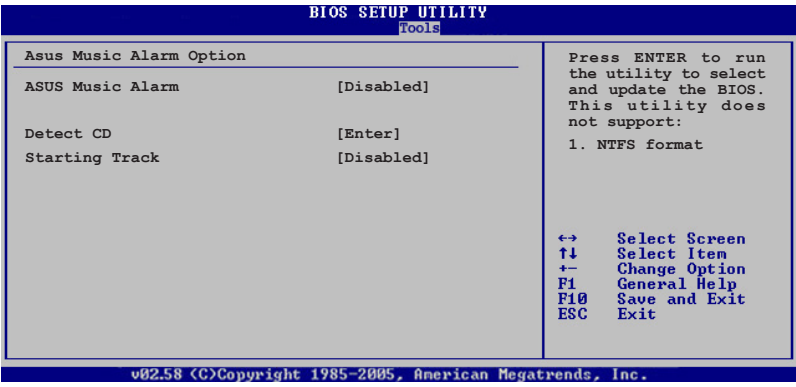 BIOS SETUP UTILITY
Tools
Asus Music Alarm Option
ASUS Music Alarm [Disabled]
Detect CD [Enter]
Starting Track [Disabled]
Press ENTER to run
the utility to select
and update the BIOS.
This utility does
not support:
1. NTFS format
←→ Select Screen
↑↓ Select Item
+- Change Option
F1 General Help
F10 Save and Exit
ESC Exit
v02.58 (C)Copyright 1985-2005, American Megatrends, Inc.